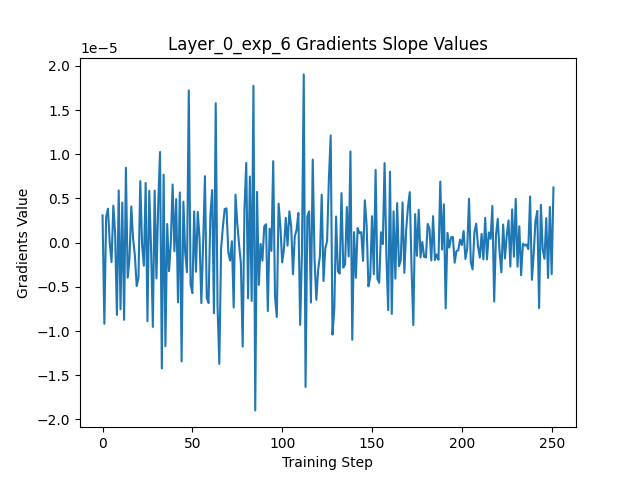 Layer_0_exp_6 Gradients Slope Values
1e−5
2.0
1.5
1.0
0.5
0.0
−0.5
−1.0
−1.5
−2.0
Gradients Value
0 50 100 150 200 250
Training Step